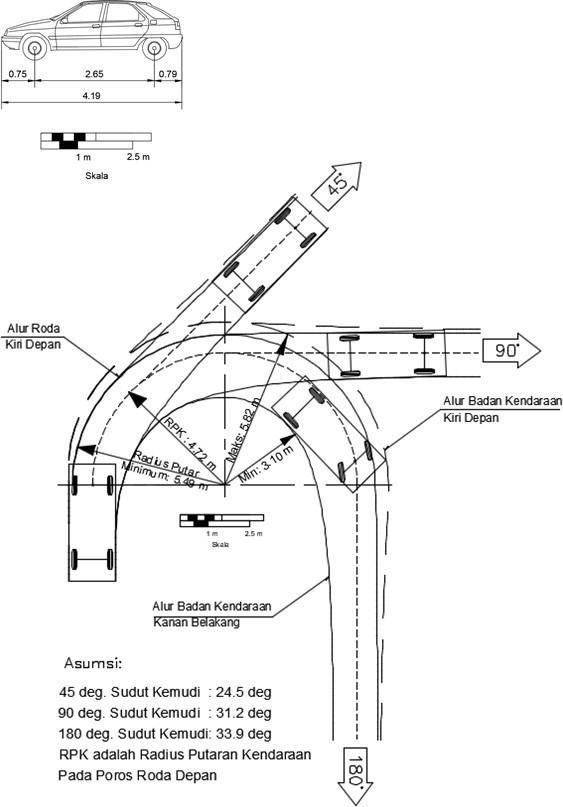 0.75 2.65 0.79
4.19
1 m 2.5 m
Skala
45°
Alur Roda
Kiri Depan
90°
Alur Badan Kendaraan
Kiri Depan
RPK: 4.72 m
Maks: 5.82 m
Min: 3.10 m
Radius Putar
Minimum: 5.49 m
1 m 2.5 m
Skala
Alur Badan Kendaraan
Kanan Belakang
Asumsi:
45 deg. Sudut Kemudi : 24.5 deg
90 deg. Sudut Kemudi : 31.2 deg
180 deg. Sudut Kemudi: 33.9 deg
RPK adalah Radius Putaran Kendaraan
Pada Poros Roda Depan
180°